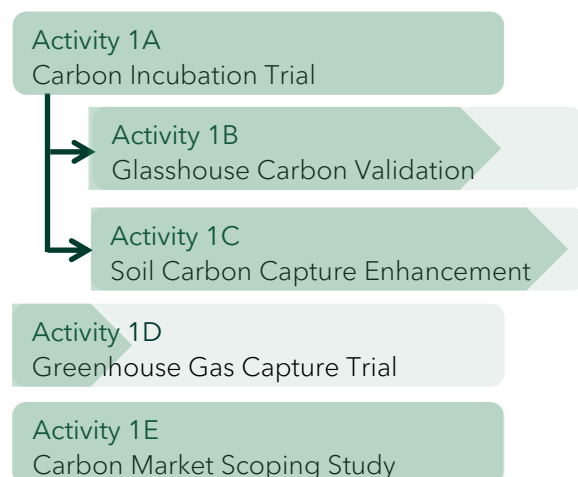 Activity 1A
Carbon Incubation Trial
Activity 1B
Glasshouse Carbon Validation
Activity 1C
Soil Carbon Capture Enhancement
Activity 1D
Greenhouse Gas Capture Trial
Activity 1E
Carbon Market Scoping Study